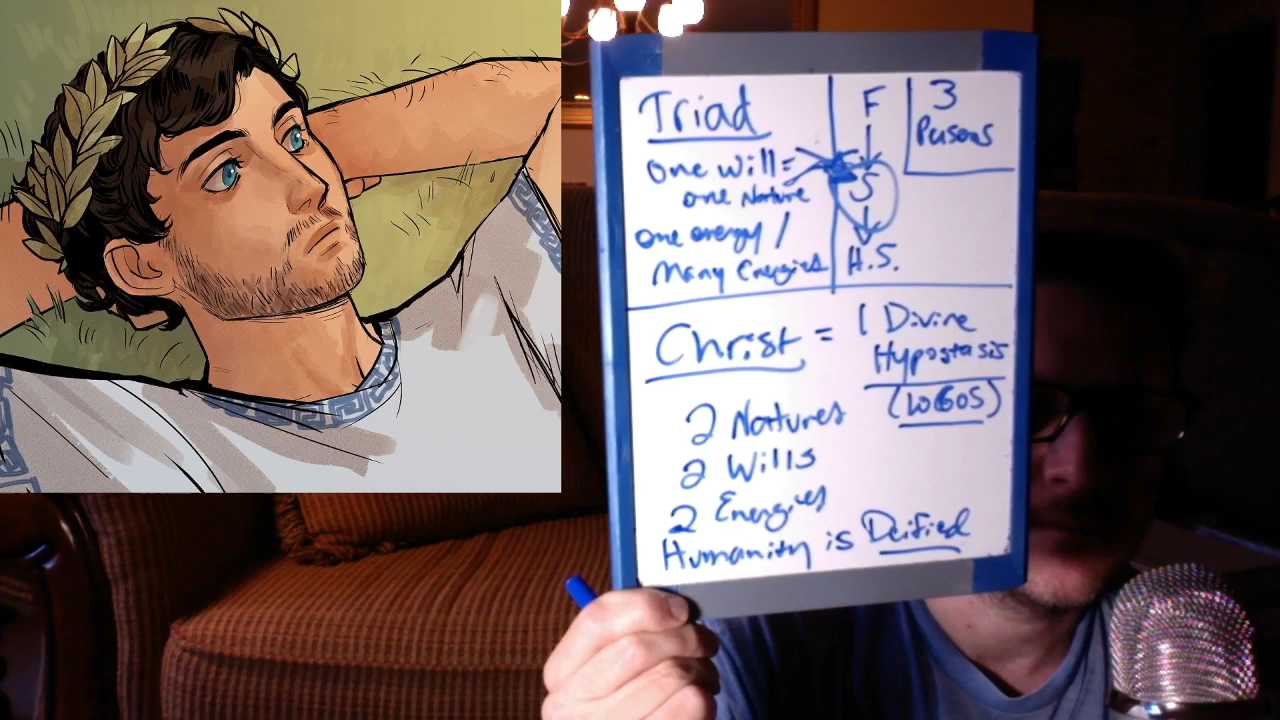 Triad
one will =
one Nature
one energy /
Many Energies
F
S
H.S.
3
Persons
Christ = 1 Divine
Hypostasis
(LOGOS)
2 Natures
2 Wills
2 Energies
Humanity is Deified